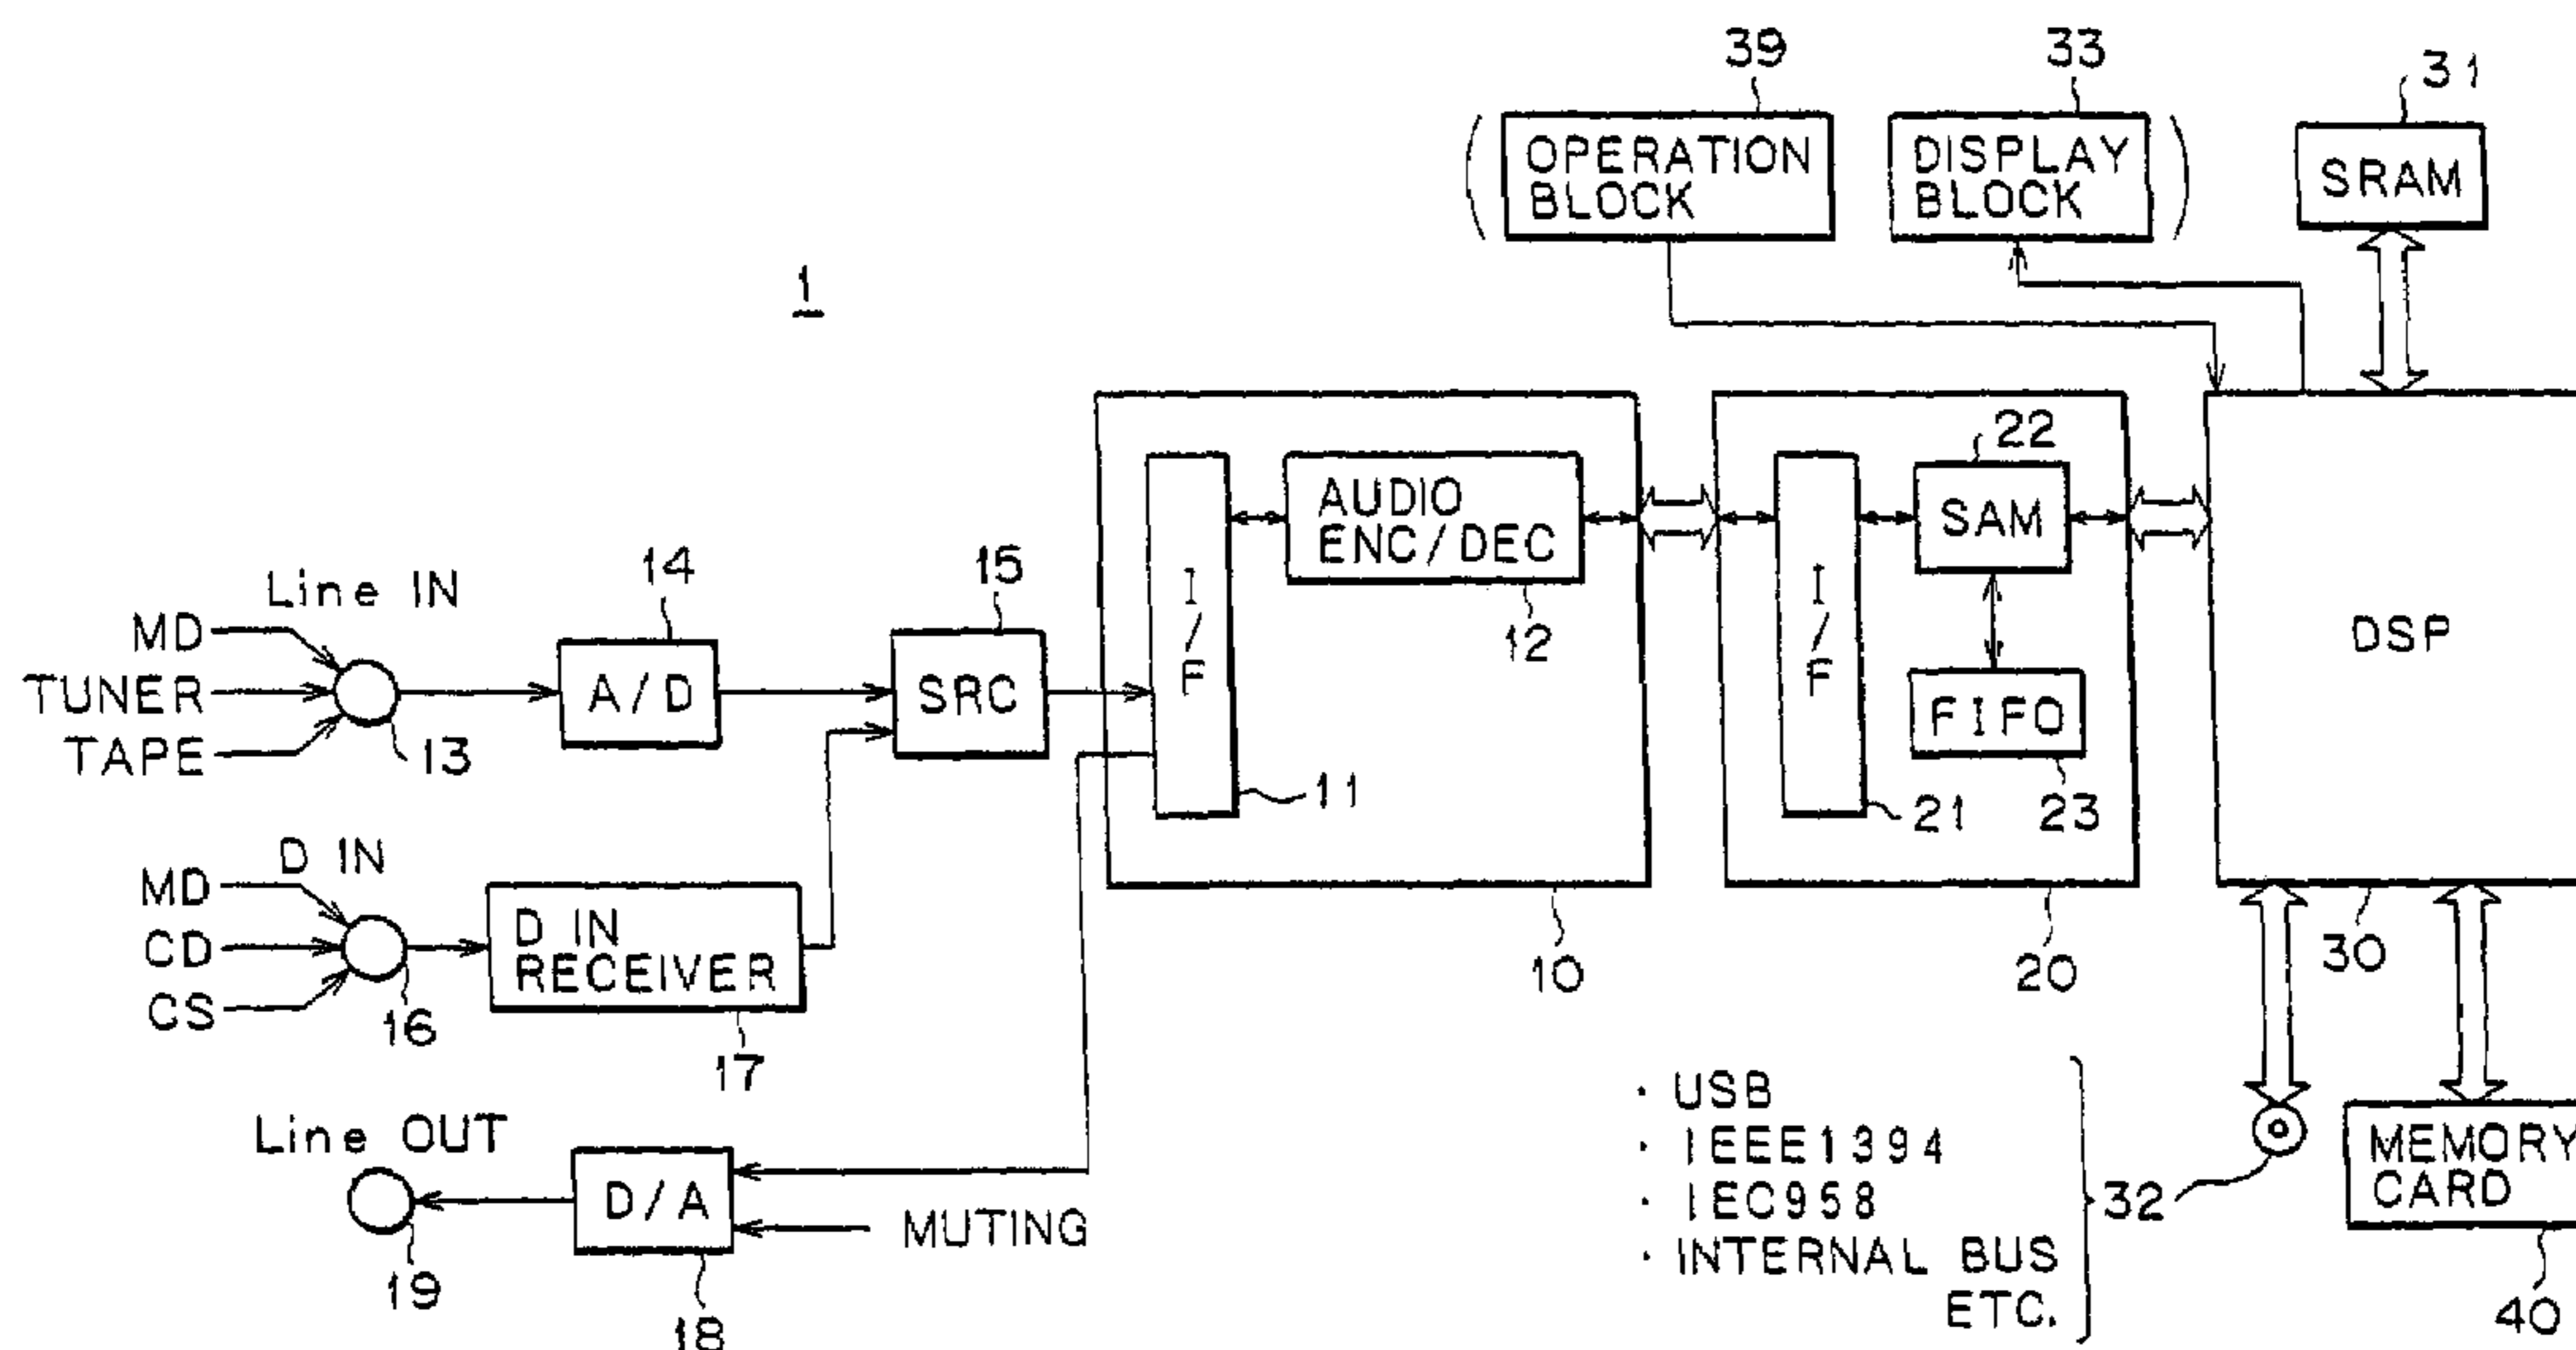 39
33
31
OPERATION
BLOCK
DISPLAY
BLOCK
SRAM
1
22
AUDIO
ENC/DEC
SAM
14
15
Line IN
MD
TUNER
TAPE
13
A/D
SRC
I/F
12
I/F
FIFO
DSP
11
21
23
D IN
MD
CD
CS
16
D IN
RECEIVER
17
10
20
30
Line OUT
D/A
MUTING
19
18
· USB
· IEEE1394
· IEC958
· INTERNAL BUS
ETC.
32
MEMORY
CARD
40